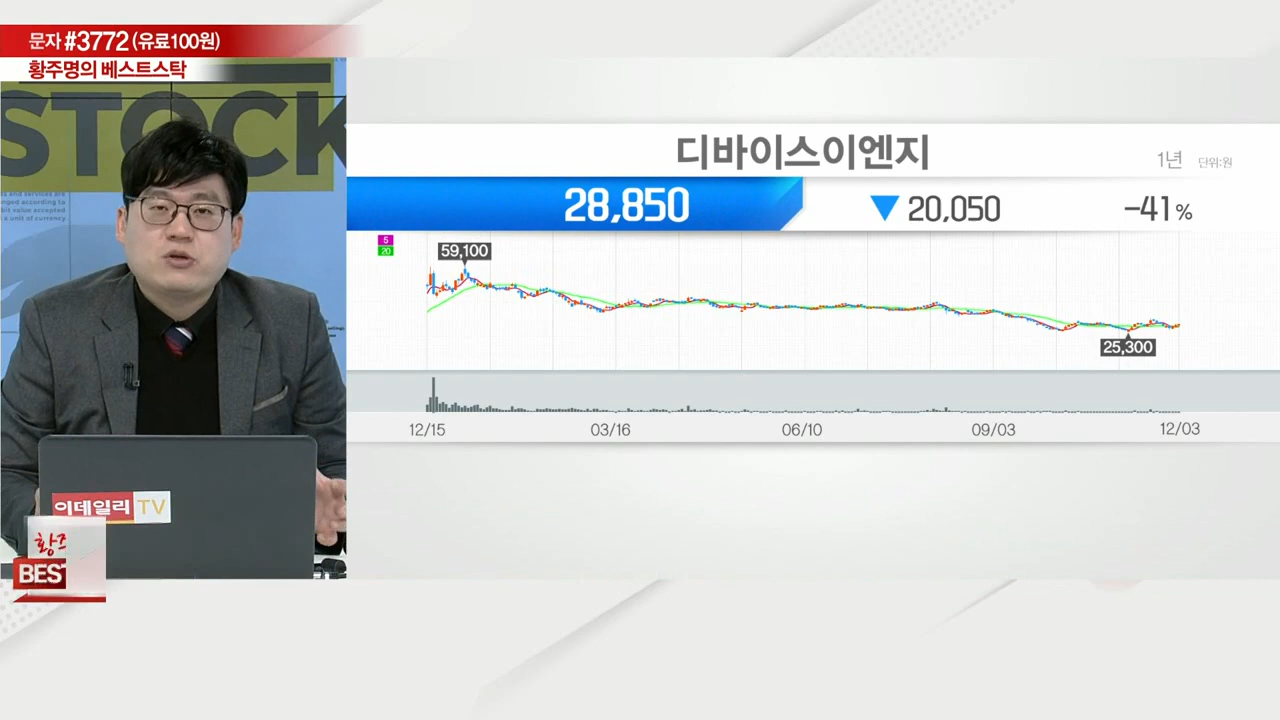 문자 #3772 (유료100원)
황주명의 베스트스탁
STOCK
디바이스이엔지
1년 단위:원
28,850 ▼ 20,050 -41 %
5
20
59,100
25,300
12/15 03/16 06/10 09/03 12/03
이데일리 TV
황주
BEST